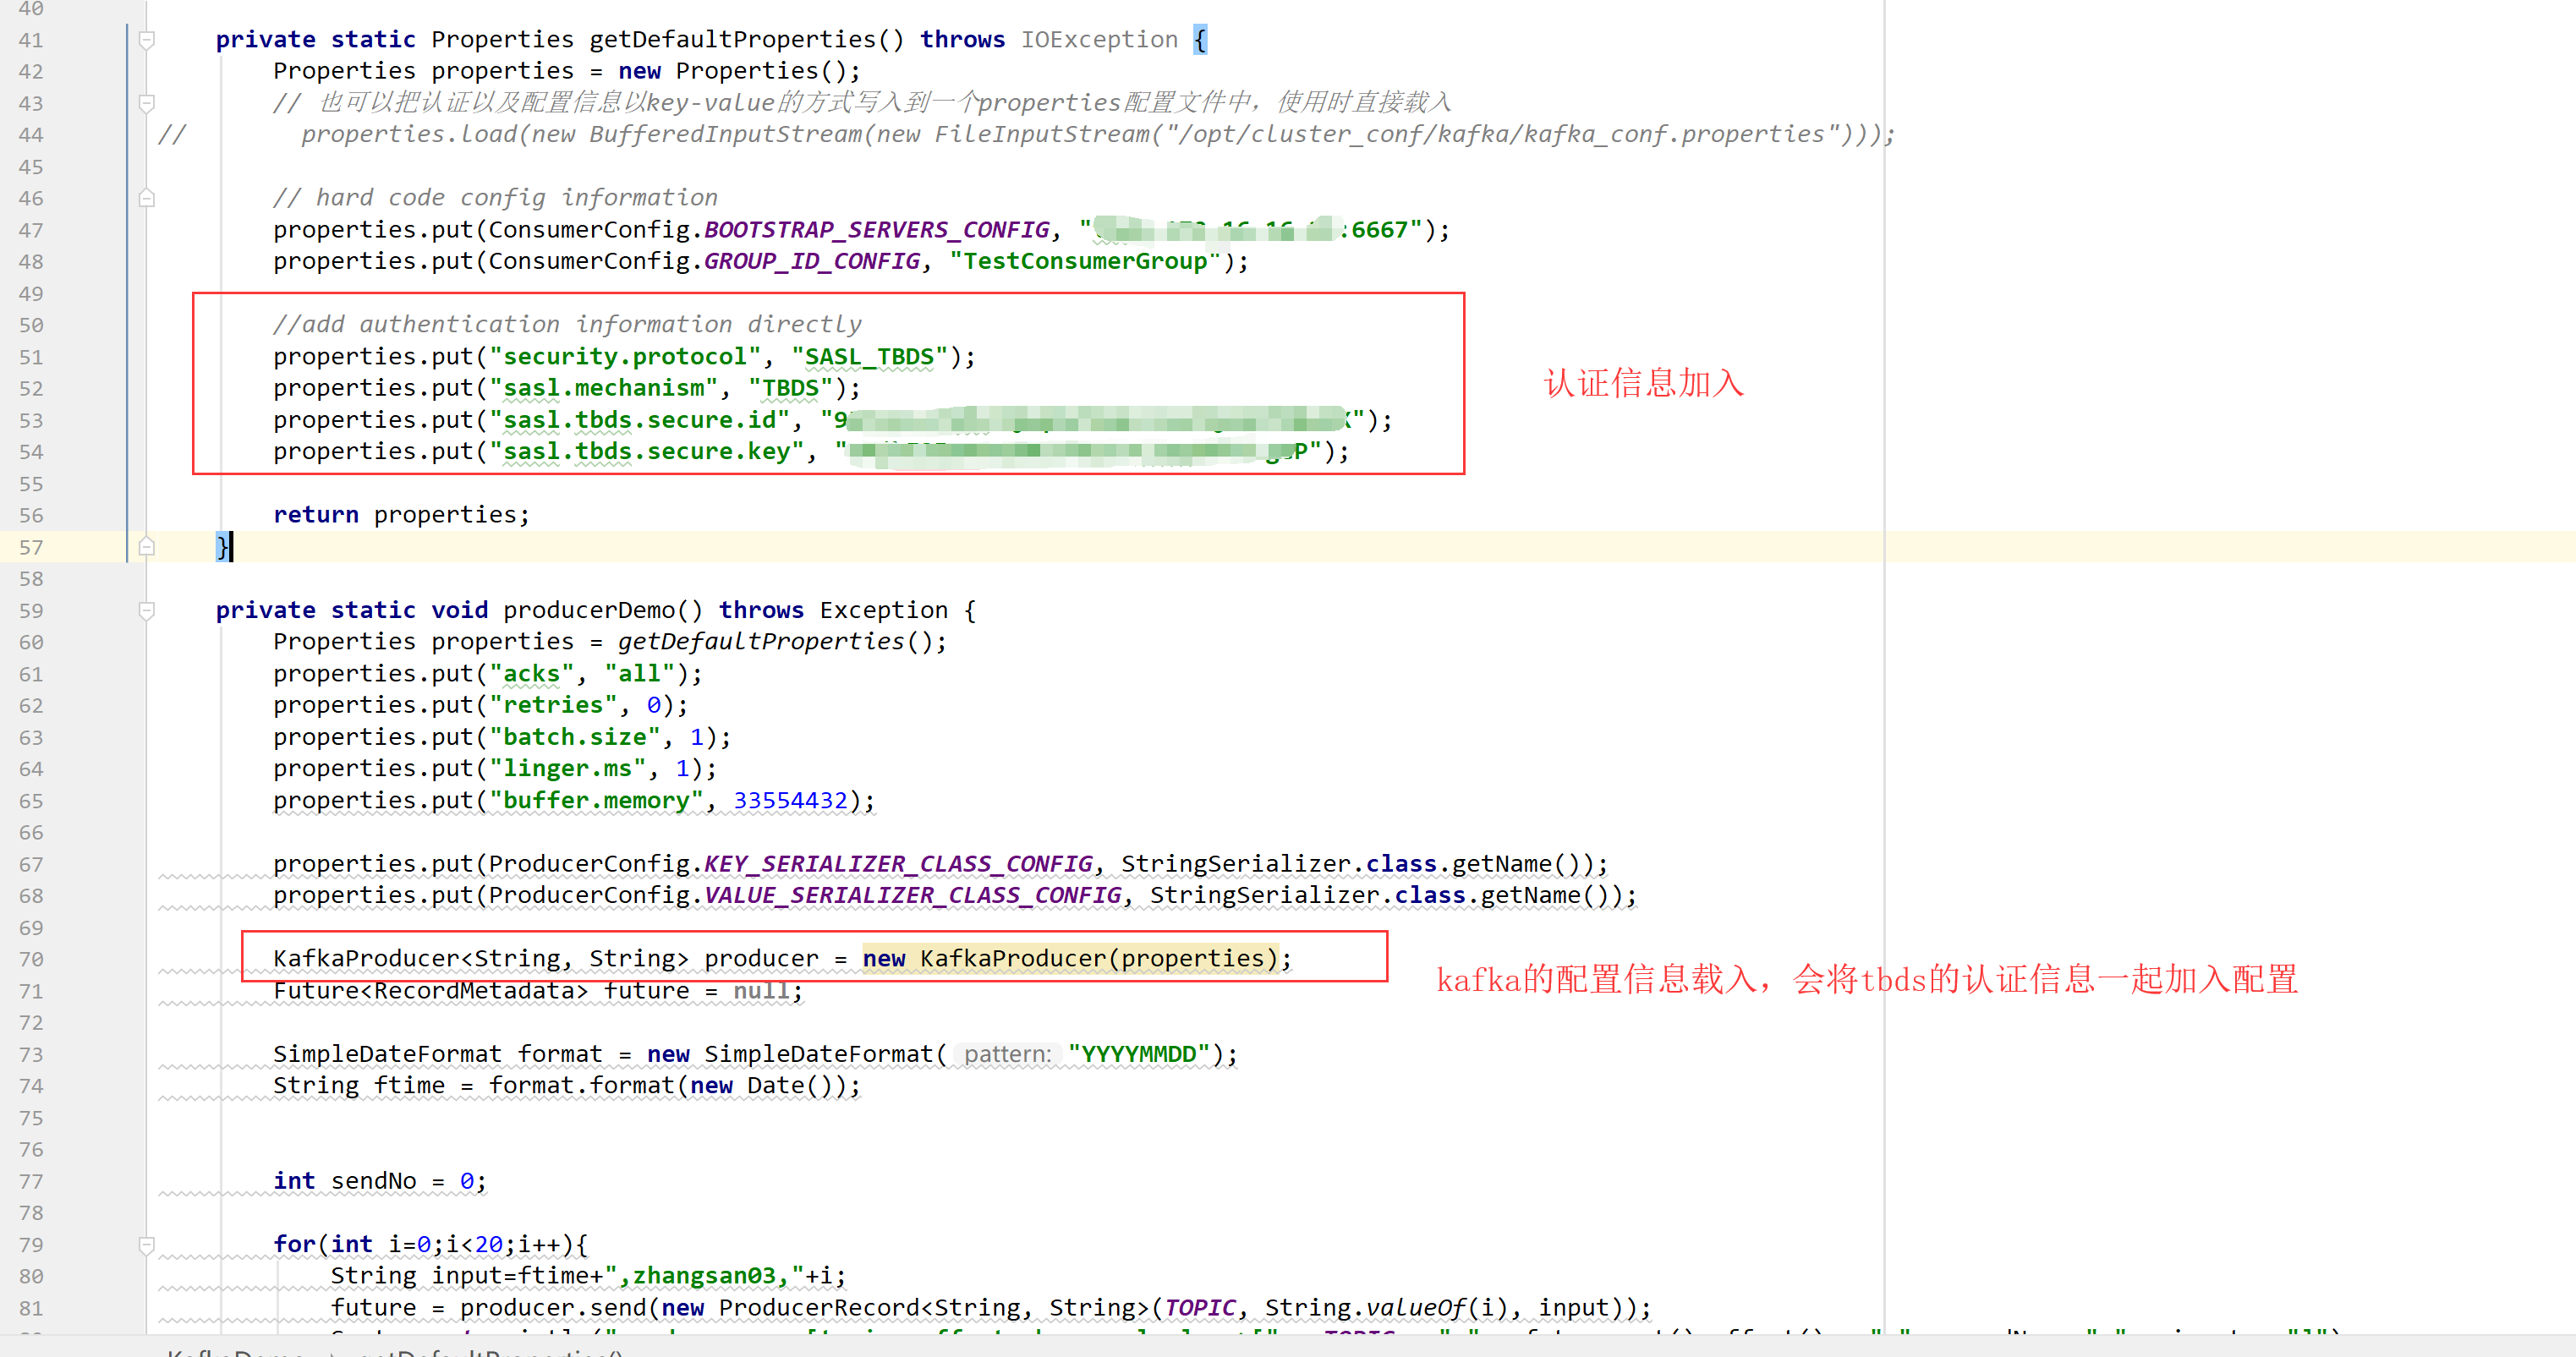 40
41 private static Properties getDefaultProperties() throws IOException {
42 Properties properties = new Properties();
43 // 也可以把认证以及配置信息以key-value的方式写入到一个properties配置文件中，使用时直接载入
44 // properties.load(new BufferedInputStream(new FileInputStream("/opt/cluster_conf/kafka/kafka_conf.properties")));
45
46 // hard code config information
47 properties.put(ConsumerConfig.BOOTSTRAP_SERVERS_CONFIG, " :6667");
48 properties.put(ConsumerConfig.GROUP_ID_CONFIG, "TestConsumerGroup");
49
50 //add authentication information directly
51 properties.put("security.protocol", "SASL_TBDS");
52 properties.put("sasl.mechanism", "TBDS");
认证信息加入
53 properties.put("sasl.tbds.secure.id", "9 ");
54 properties.put("sasl.tbds.secure.key", " P");
55
56 return properties;
57 }
58
59 private static void producerDemo() throws Exception {
60 Properties properties = getDefaultProperties();
61 properties.put("acks", "all");
62 properties.put("retries", 0);
63 properties.put("batch.size", 1);
64 properties.put("linger.ms", 1);
65 properties.put("buffer.memory", 33554432);
66
67 properties.put(ProducerConfig.KEY_SERIALIZER_CLASS_CONFIG, StringSerializer.class.getName());
68 properties.put(ProducerConfig.VALUE_SERIALIZER_CLASS_CONFIG, StringSerializer.class.getName());
69
70 KafkaProducer<String, String> producer = new KafkaProducer(properties);
kafka的配置信息载入，会将tbds的认证信息一起加入配置
71 Future<RecordMetadata> future = null;
72
73 SimpleDateFormat format = new SimpleDateFormat( pattern: "YYYYMMDD");
74 String ftime = format.format(new Date());
75
76
77 int sendNo = 0;
78
79 for(int i=0;i<20;i++){
80 String input=ftime+",zhangsan03,"+i;
81 future = producer.send(new ProducerRecord<String, String>(TOPIC, String.valueOf(i), input));